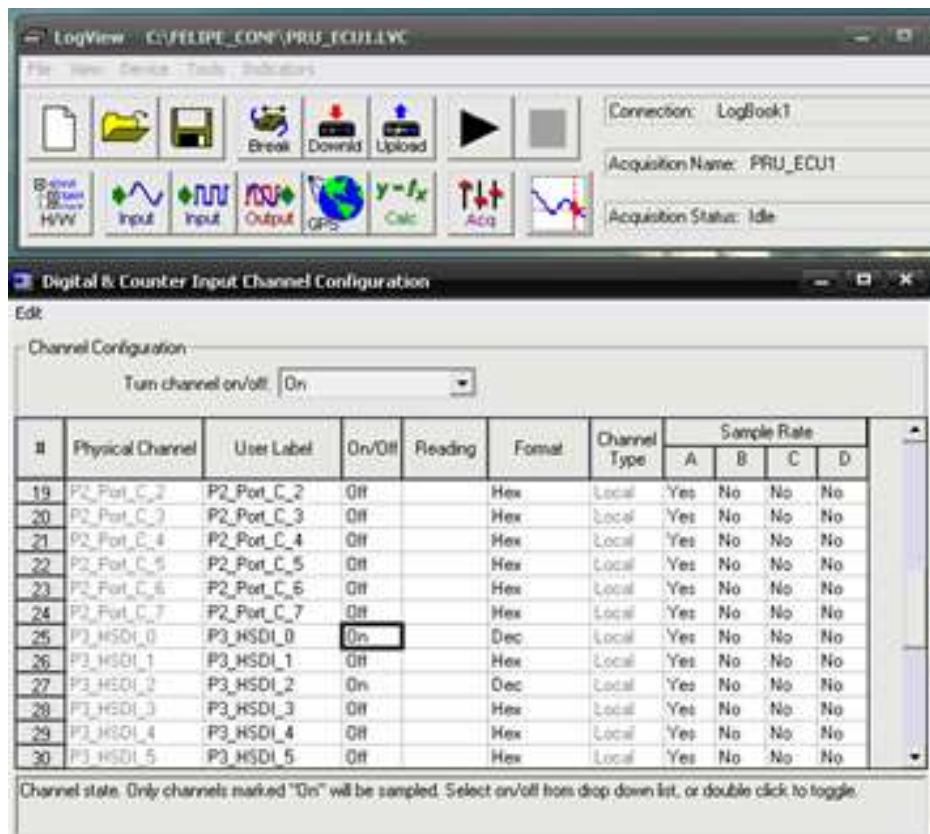 LogView C:\FELIPE_CONF\PRU_ECU1.LVC
File View Device Tools Indicators
Break Downld Upload
Connection: LogBook1
Acquisition Name: PRU_ECU1
H/W Input Input Output GPS y=fx Calc Acq
Acquisition Status: Idle
Digital & Counter Input Channel Configuration
Edit
Channel Configuration
Turn channel on/off: On
# Physical Channel User Label On/Off Reading Format Channel Type Sample Rate
A B C D
19 P2_Port_C_2 P2_Port_C_2 Off Hex Local Yes No No No
20 P2_Port_C_3 P2_Port_C_3 Off Hex Local Yes No No No
21 P2_Port_C_4 P2_Port_C_4 Off Hex Local Yes No No No
22 P2_Port_C_5 P2_Port_C_5 Off Hex Local Yes No No No
23 P2_Port_C_6 P2_Port_C_6 Off Hex Local Yes No No No
24 P2_Port_C_7 P2_Port_C_7 Off Hex Local Yes No No No
25 P3_HSDI_0 P3_HSDI_0 On Dec Local Yes No No No
26 P3_HSDI_1 P3_HSDI_1 Off Hex Local Yes No No No
27 P3_HSDI_2 P3_HSDI_2 On Dec Local Yes No No No
28 P3_HSDI_3 P3_HSDI_3 Off Hex Local Yes No No No
29 P3_HSDI_4 P3_HSDI_4 Off Hex Local Yes No No No
30 P3_HSDI_5 P3_HSDI_5 Off Hex Local Yes No No No
Channel state. Only channels marked "On" will be sampled. Select on/off from drop down list, or double click to toggle.